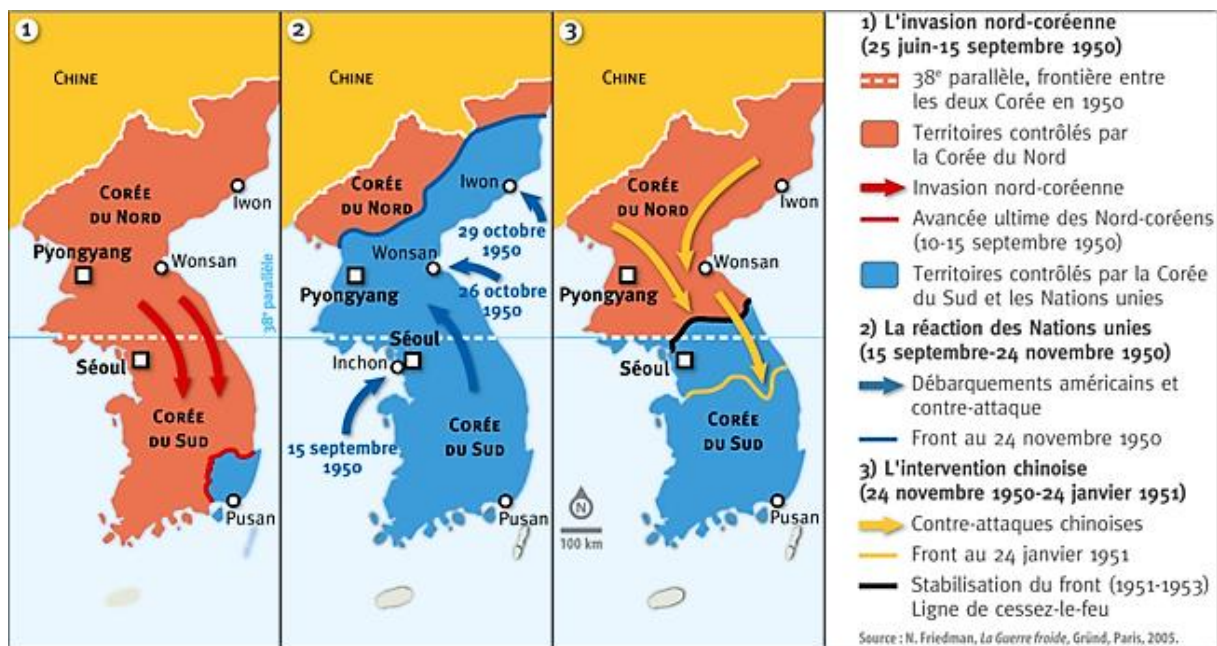 1
CHINE
CORÉE
DU NORD
Iwon
Pyongyang
Wonsan
38e parallèle
Séoul
CORÉE
DU SUD
Pusan
2
CHINE
CORÉE
DU NORD
Iwon
29 octobre
1950
Wonsan
Pyongyang
26 octobre
1950
Séoul
Inchon
15 septembre
1950
CORÉE
DU SUD
Pusan
3
CHINE
CORÉE
DU NORD
Iwon
Wonsan
Pyongyang
Séoul
CORÉE
DU SUD
N
100 km
Pusan
1) L'invasion nord-coréenne
(25 juin-15 septembre 1950)
38e parallèle, frontière entre
les deux Corée en 1950
Territoires contrôlés par
la Corée du Nord
Invasion nord-coréenne
Avancée ultime des Nord-coréens
(10-15 septembre 1950)
Territoires contrôlés par la Corée
du Sud et les Nations unies
2) La réaction des Nations unies
(15 septembre-24 novembre 1950)
Débarquements américains et
contre-attaque
Front au 24 novembre 1950
3) L'intervention chinoise
(24 novembre 1950-24 janvier 1951)
Contre-attaques chinoises
Front au 24 janvier 1951
Stabilisation du front (1951-1953)
Ligne de cessez-le-feu
Source : N. Friedman, La Guerre froide, Gründ, Paris, 2005.